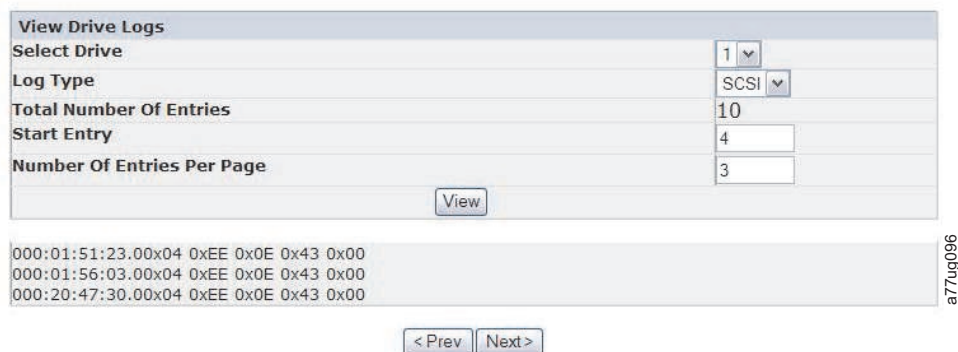 View Drive Logs
Select Drive 1
Log Type SCSI
Total Number Of Entries 10
Start Entry 4
Number Of Entries Per Page 3
View
000:01:51:23.00x04 0xEE 0x0E 0x43 0x00
000:01:56:03.00x04 0xEE 0x0E 0x43 0x00
000:20:47:30.00x04 0xEE 0x0E 0x43 0x00
a77ug096
< Prev Next >